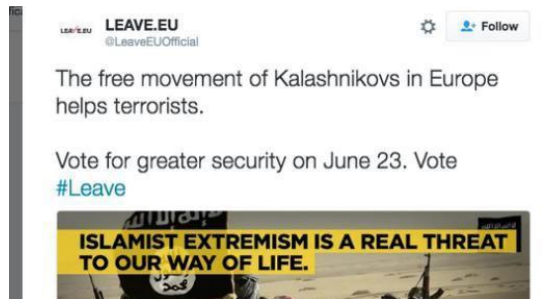 LEAVE.EU
LEAVE.EU
@LeaveEUOfficial
Follow
The free movement of Kalashnikovs in Europe
helps terrorists.
Vote for greater security on June 23. Vote
#Leave
ISLAMIST EXTREMISM IS A REAL THREAT
TO OUR WAY OF LIFE.